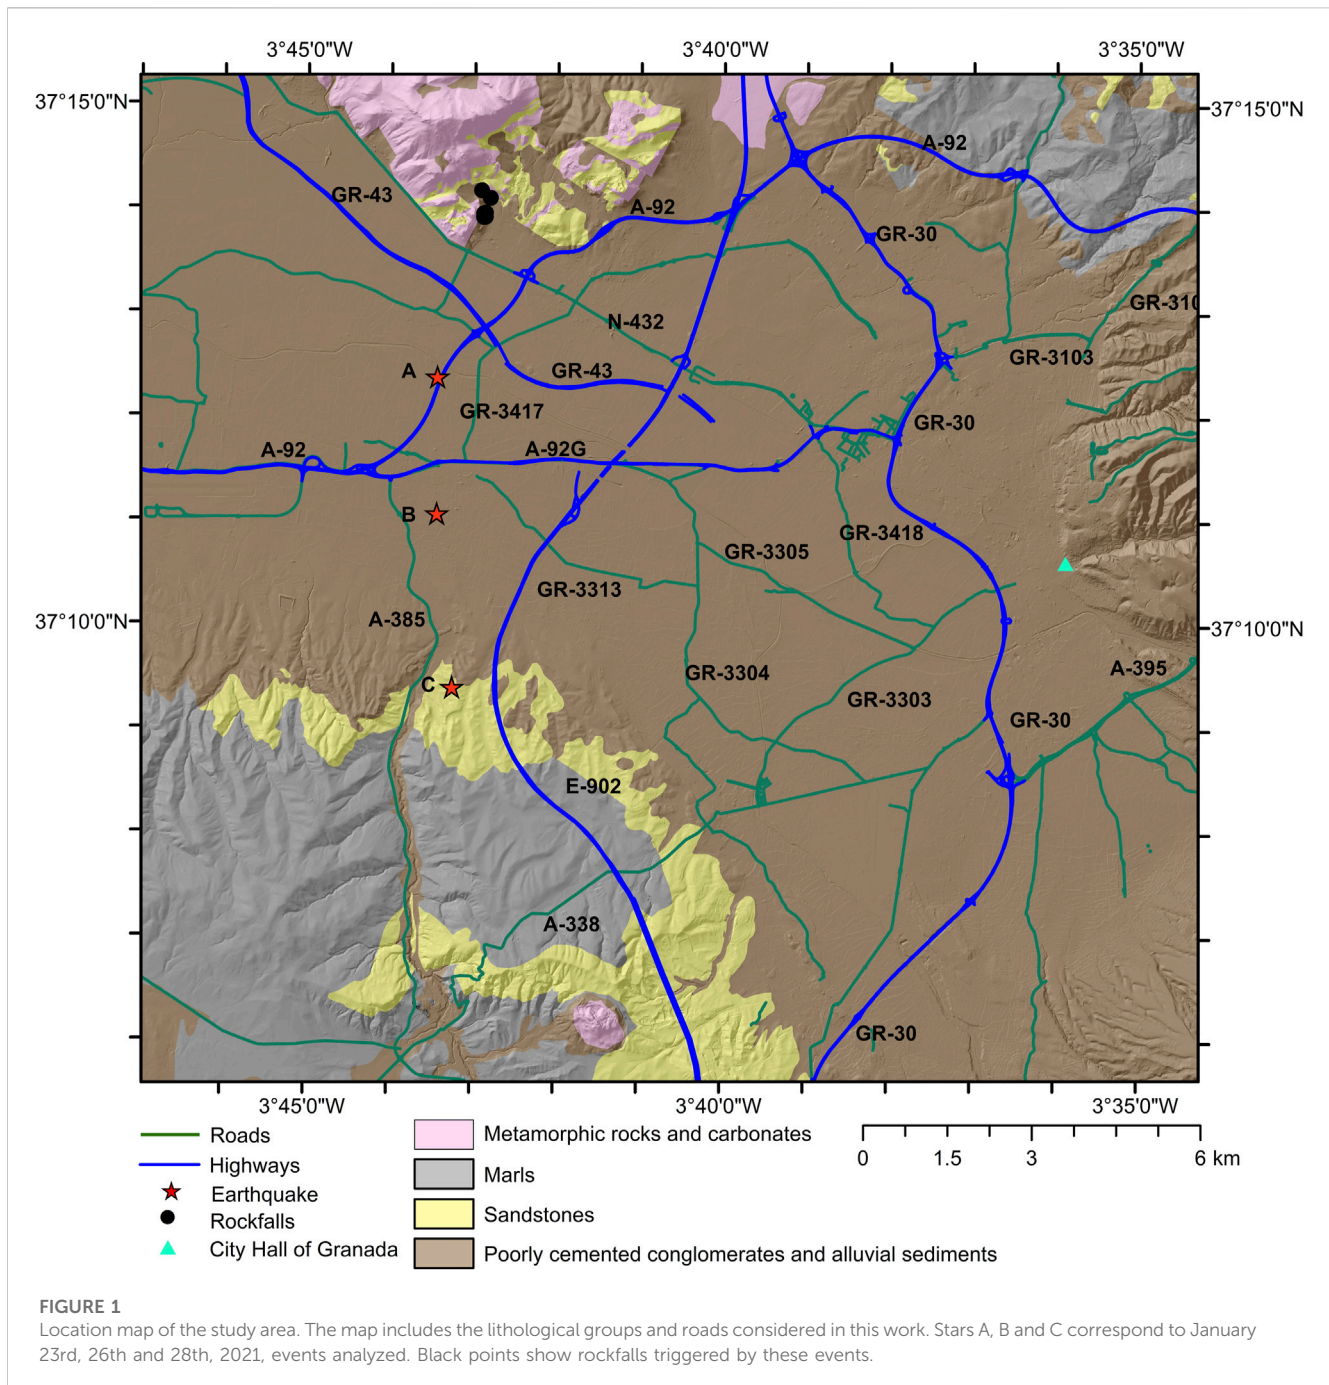 3°45'0"W 3°40'0"W 3°35'0"W
37°15'0"N 37°15'0"N
A-92
GR-43
A-92
GR-30
GR-310
N-432
GR-3103
A GR-43
GR-3417
GR-30
A-92 A-92G
B
GR-3418
GR-3305
GR-3313
A-385
37°10'0"N 37°10'0"N
A-395
GR-3304
C
GR-3303
GR-30
E-902
A-338
GR-30
3°45'0"W 3°40'0"W 3°35'0"W
Roads
Highways
Earthquake
Rockfalls
City Hall of Granada
Metamorphic rocks and carbonates
Marls
Sandstones
Poorly cemented conglomerates and alluvial sediments
0 1.5 3 6 km
FIGURE 1
Location map of the study area. The map includes the lithological groups and roads considered in this work. Stars A, B and C correspond to January
23rd, 26th and 28th, 2021, events analyzed. Black points show rockfalls triggered by these events.